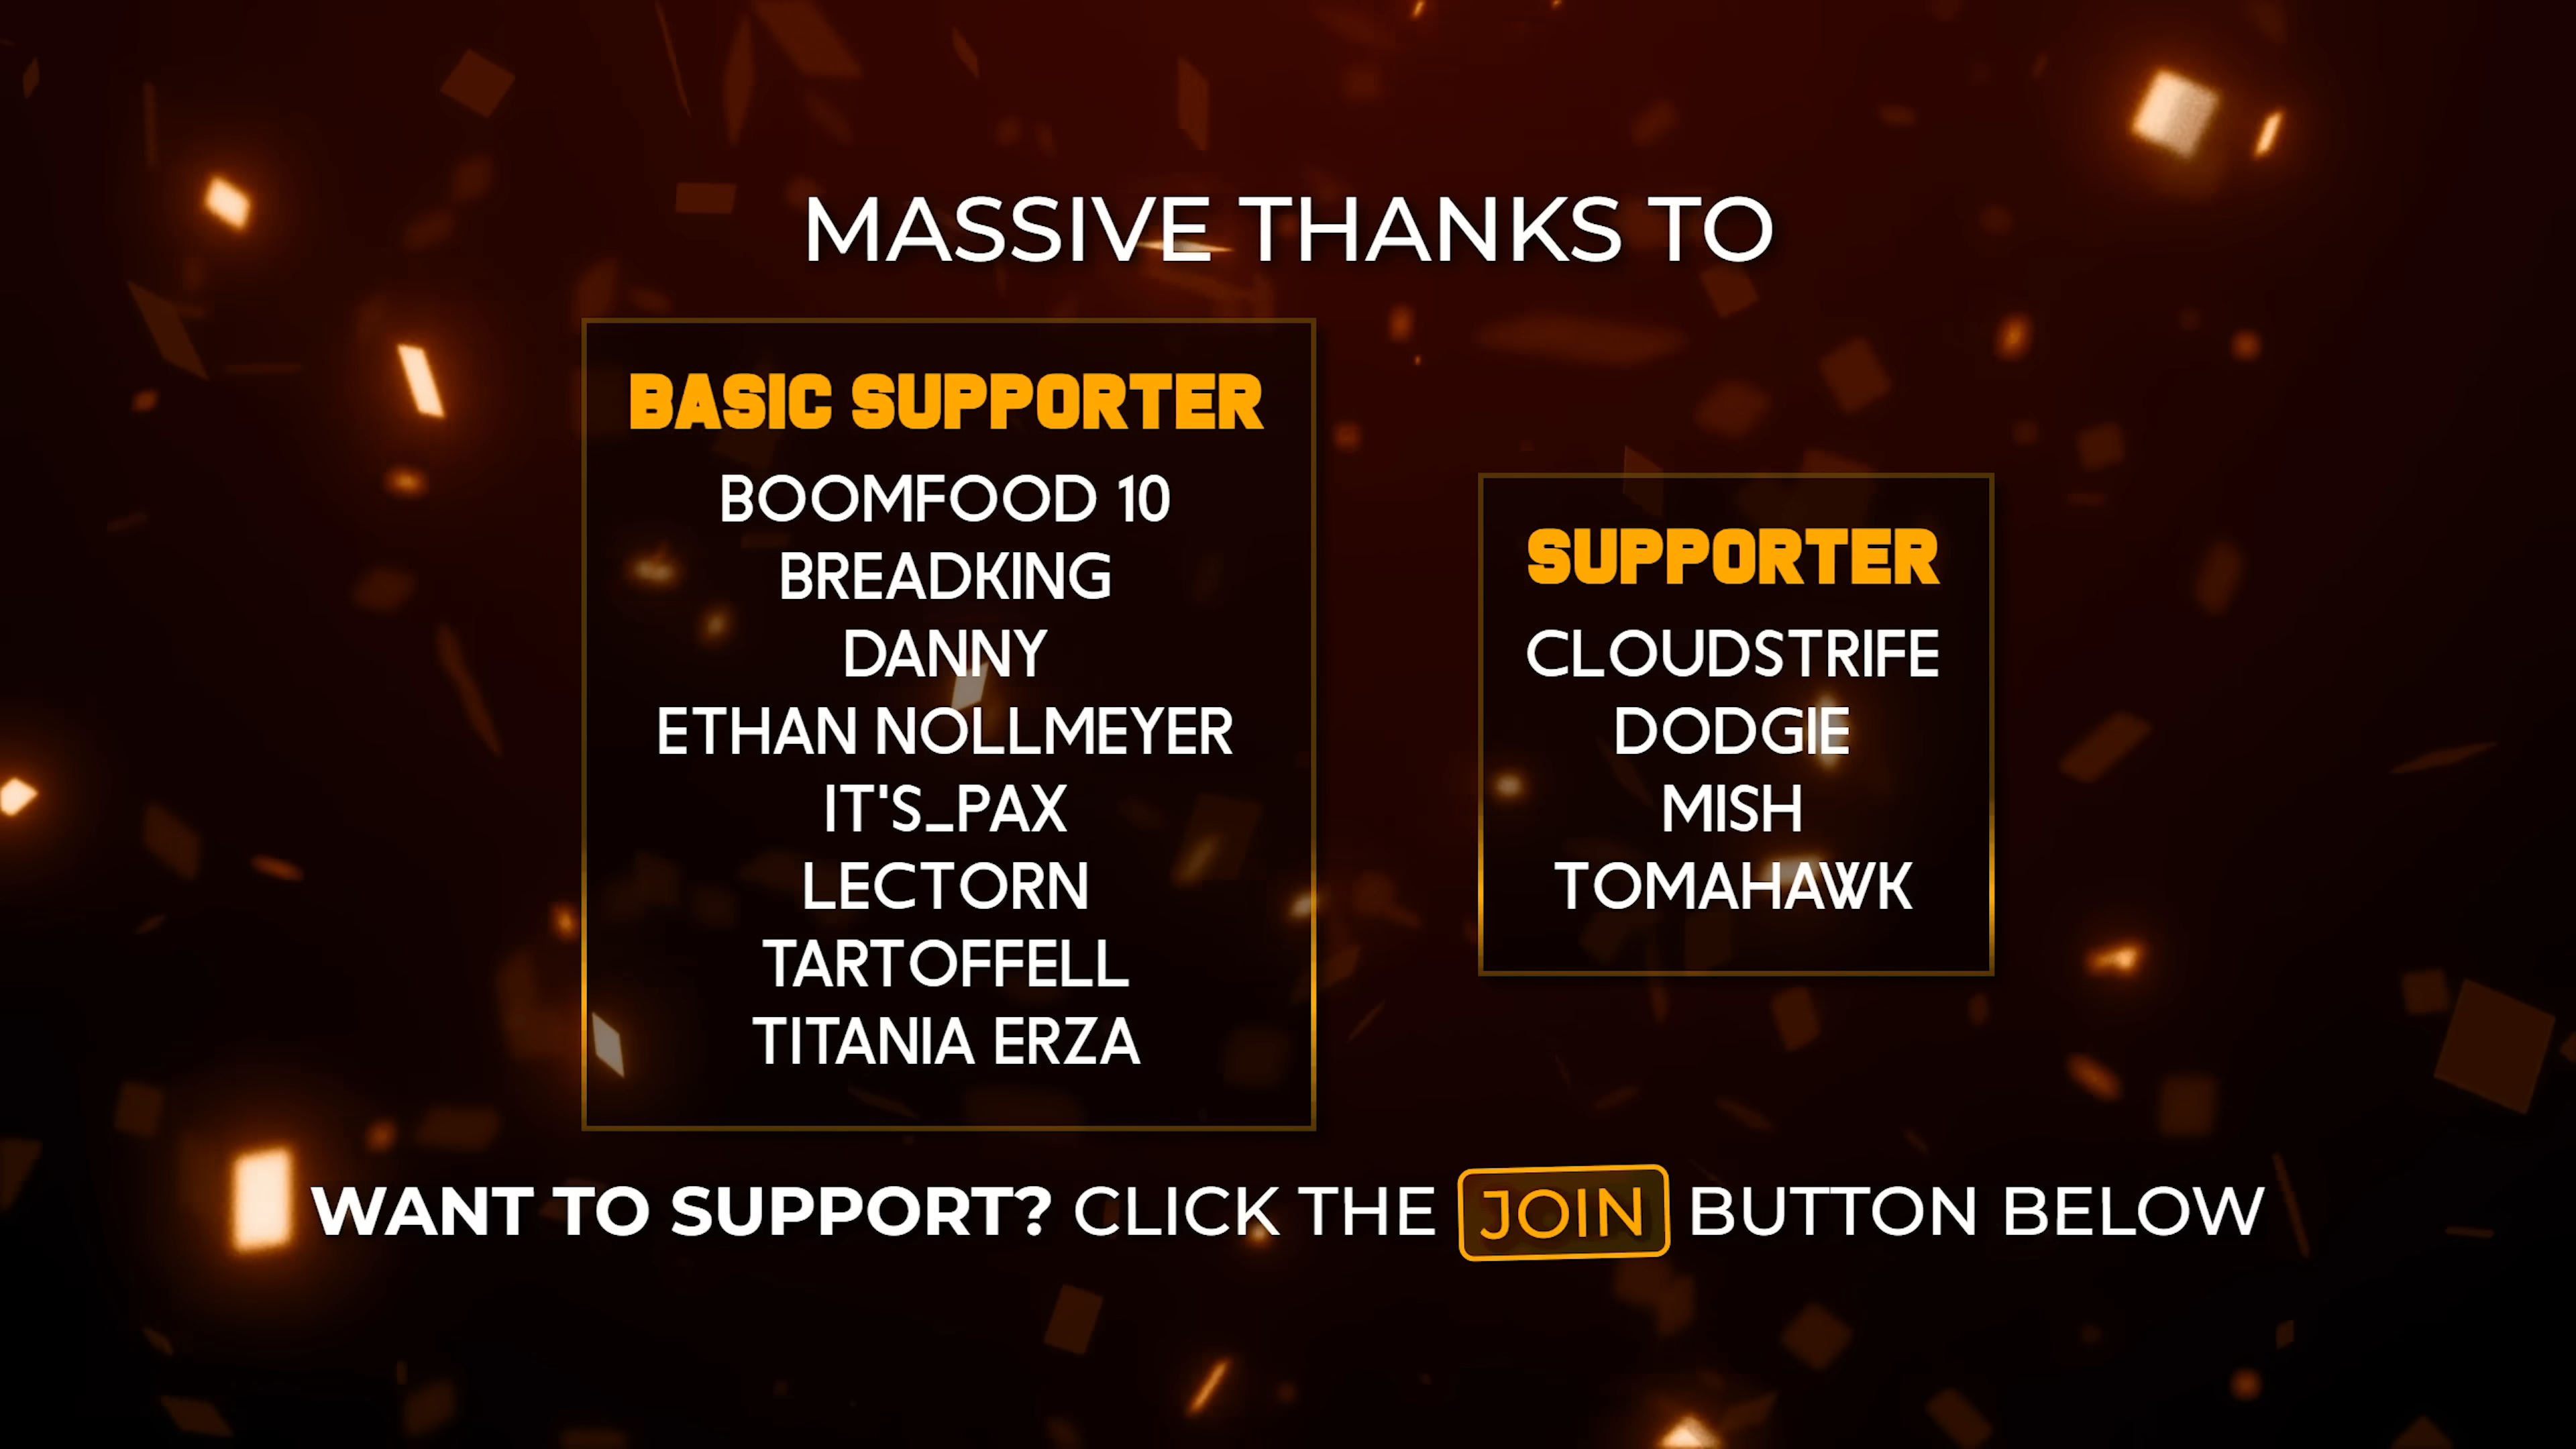 MASSIVE THANKS TO
BASIC SUPPORTER
BOOMFOOD 10
BREADKING
DANNY
ETHAN NOLLMEYER
IT'S_PAX
LECTORN
TARTOFFELL
TITANIA ERZA
SUPPORTER
CLOUDSTRIFE
DODGIE
MISH
TOMAHAWK
WANT TO SUPPORT? CLICK THE JOIN BUTTON BELOW